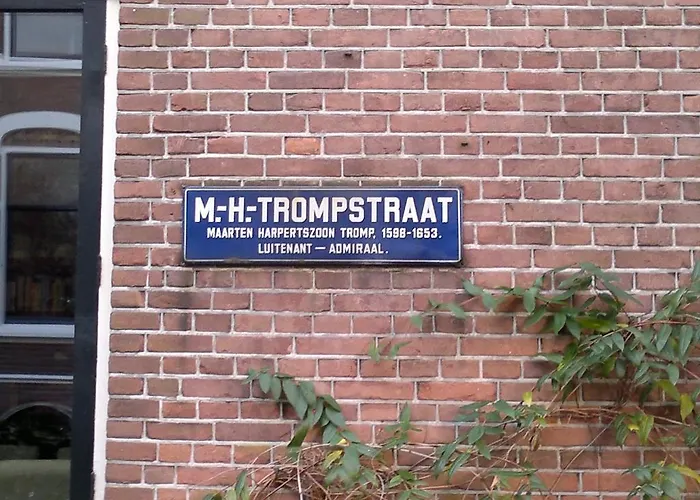 M.-H.-TROMPSTRAAT
MAARTEN HARPERTSZOON TROMP, 1598-1653.
LUITENANT — ADMIRAAL.